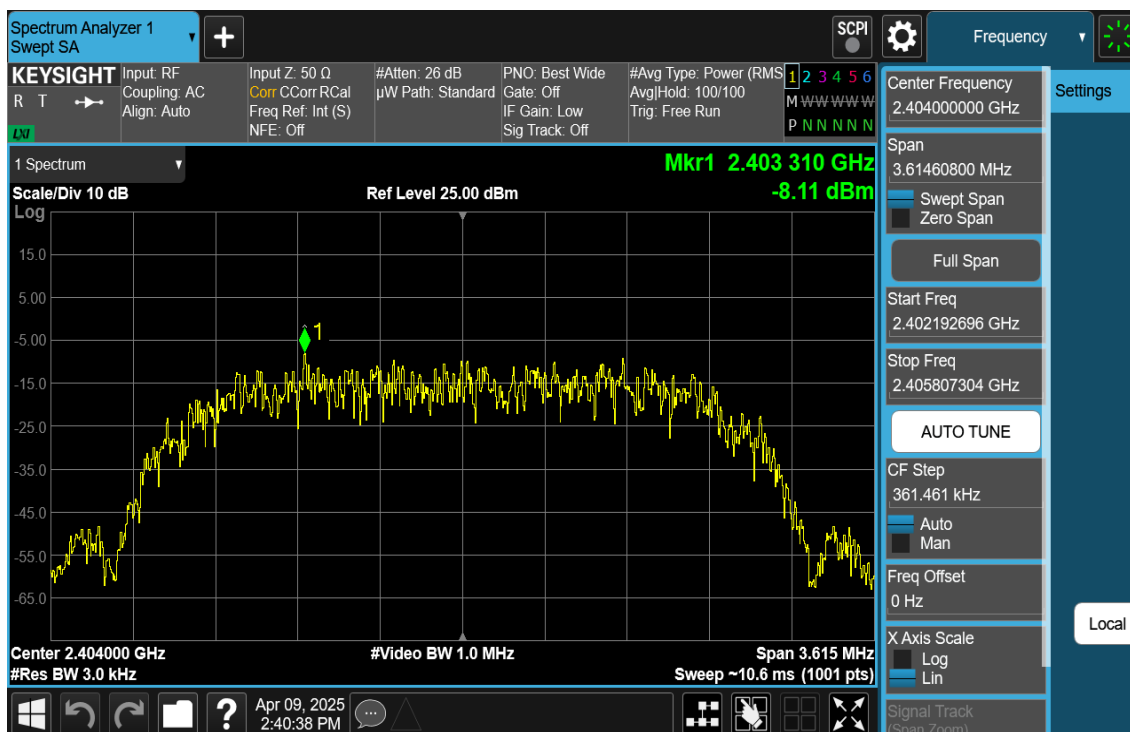 Spectrum Analyzer 1
Swept SA
SCPI
Frequency
KEYSIGHT
R T
LXI
Input: RF
Coupling: AC
Align: Auto
Input Z: 50 Ω
Corr CCorr RCal
Freq Ref: Int (S)
NFE: Off
#Atten: 26 dB
µW Path: Standard
PNO: Best Wide
Gate: Off
IF Gain: Low
Sig Track: Off
#Avg Type: Power (RMS
Avg|Hold: 100/100
Trig: Free Run
1 2 3 4 5 6
M W W W W W
P N N N N N
1 Spectrum
Mkr1 2.403 310 GHz
-8.11 dBm
Scale/Div 10 dB
Ref Level 25.00 dBm
Log
15.0
5.00
-5.00
-15.0
-25.0
-35.0
-45.0
-55.0
-65.0
1
Center 2.404000 GHz
#Video BW 1.0 MHz
Span 3.615 MHz
#Res BW 3.0 kHz
Sweep ~10.6 ms (1001 pts)
Apr 09, 2025
2:40:38 PM
Center Frequency
2.404000000 GHz
Settings
Span
3.61460800 MHz
Swept Span
Zero Span
Full Span
Start Freq
2.402192696 GHz
Stop Freq
2.405807304 GHz
AUTO TUNE
CF Step
361.461 kHz
Auto
Man
Freq Offset
0 Hz
Local
X Axis Scale
Log
Lin
Signal Track
(Span Zoom)